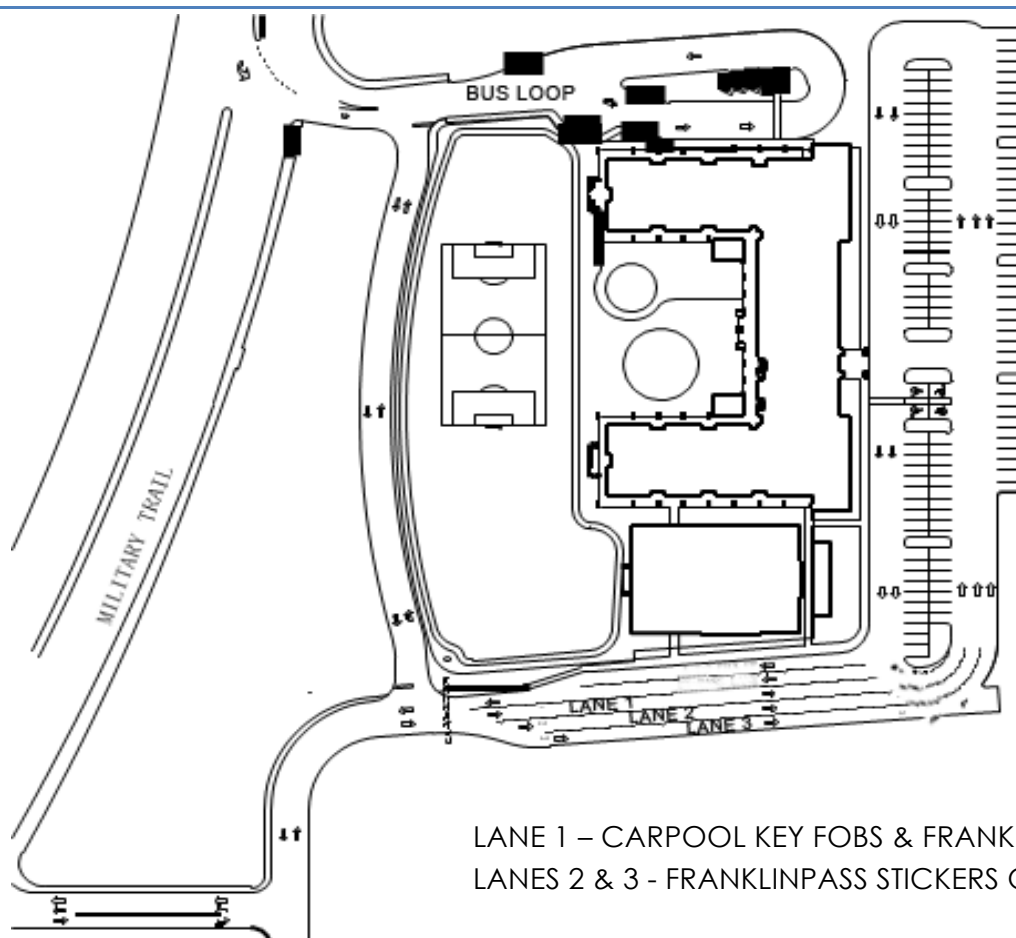 BUS LOOP
MILITARY TRAIL
LANE 1
LANE 2
LANE 3
LANE 1 – CARPOOL KEY FOBS & FRANK
LANES 2 & 3 - FRANKLINPASS STICKERS